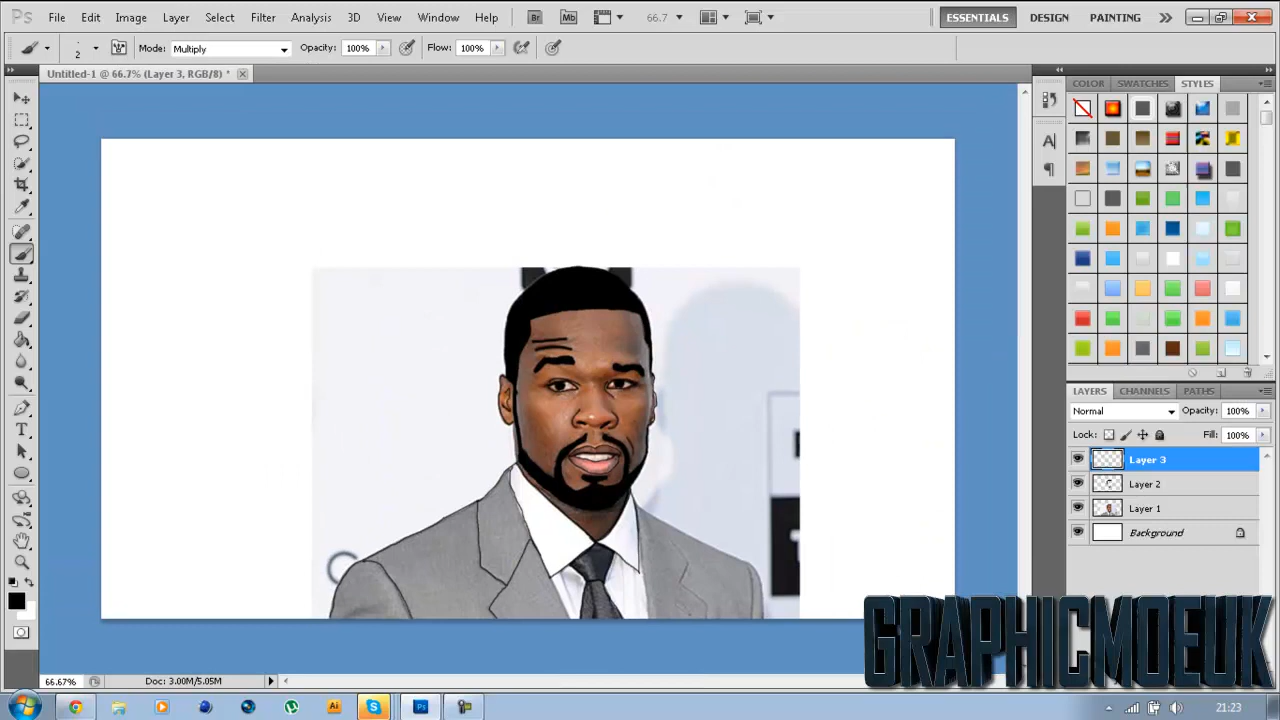 Ps File Edit Image Layer Select Filter Analysis 3D View Window Help Br Mb 66.7 ESSENTIALS DESIGN PAINTING
2 Mode: Multiply Opacity: 100% Flow: 100%
Untitled-1 @ 66.7% (Layer 3, RGB/8) *
COLOR SWATCHES STYLES
LAYERS CHANNELS PATHS
Normal Opacity: 100%
Lock: Fill: 100%
Layer 3
Layer 2
Layer 1
Background
GRAPHICMOEUK
66.67% Doc: 3.00M/5.05M
Ai Ps 21:23